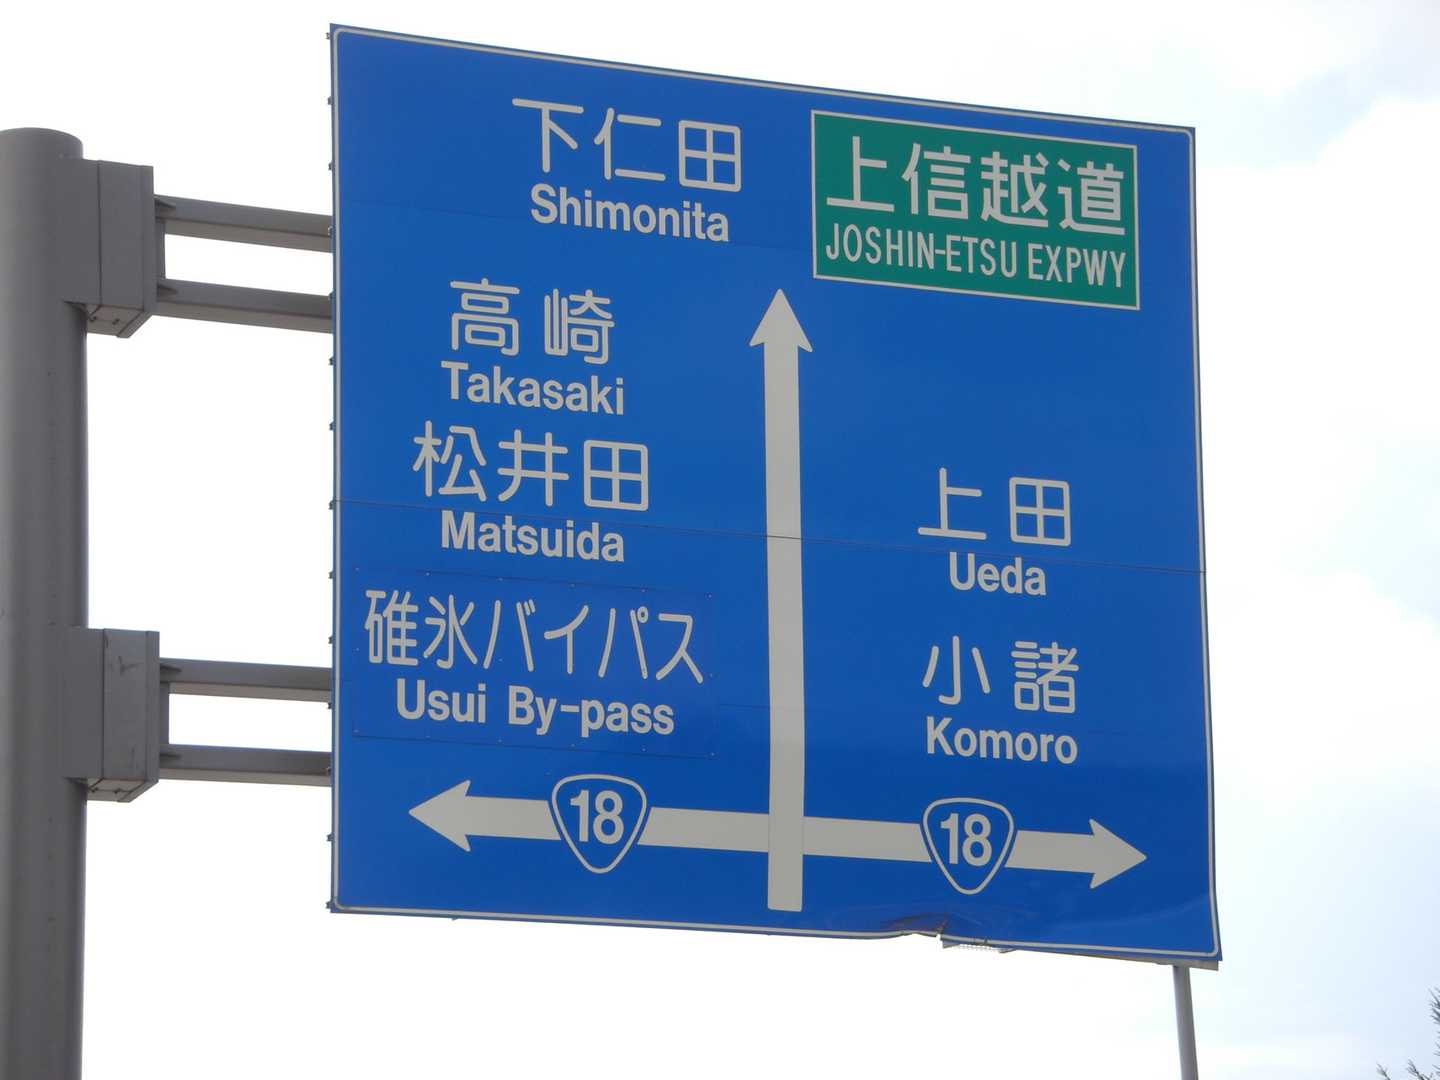 下仁田
Shimonita
上信越道
JOSHIN-ETSU EXPWY
高崎
Takasaki
松井田
Matsuida
碓氷バイパス
Usui By-pass
上田
Ueda
小諸
Komoro
18
18